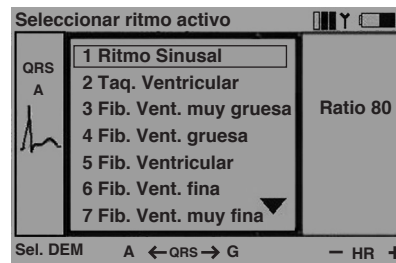 Seleccionar ritmo activo
QRS
A
1 Ritmo Sinusal
2 Taq. Ventricular
3 Fib. Vent. muy gruesa
4 Fib. Vent. gruesa
5 Fib. Ventricular
6 Fib. Vent. fina
7 Fib. Vent. muy fina
Ratio 80
Sel. DEM A ←QRS→ G − HR +